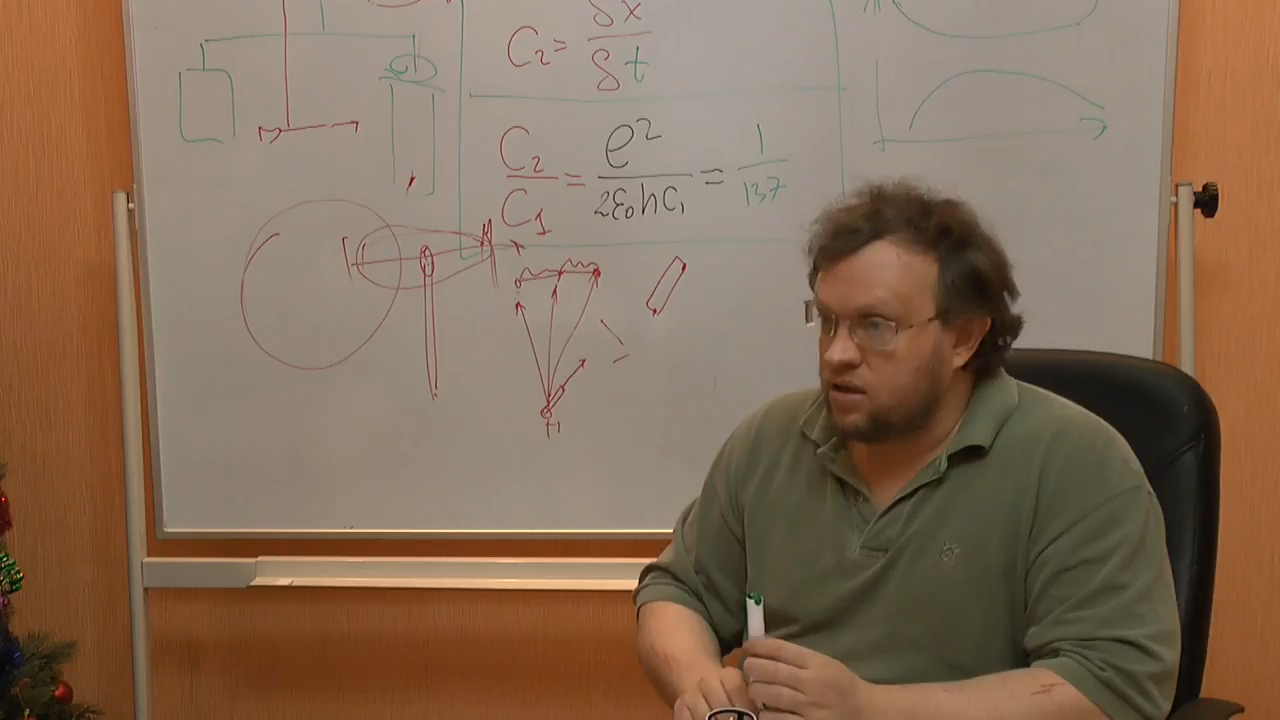 C₂ = δx / δt
C₂ / C₁ = e² / 2ε₀hC₁ = 1 / 137